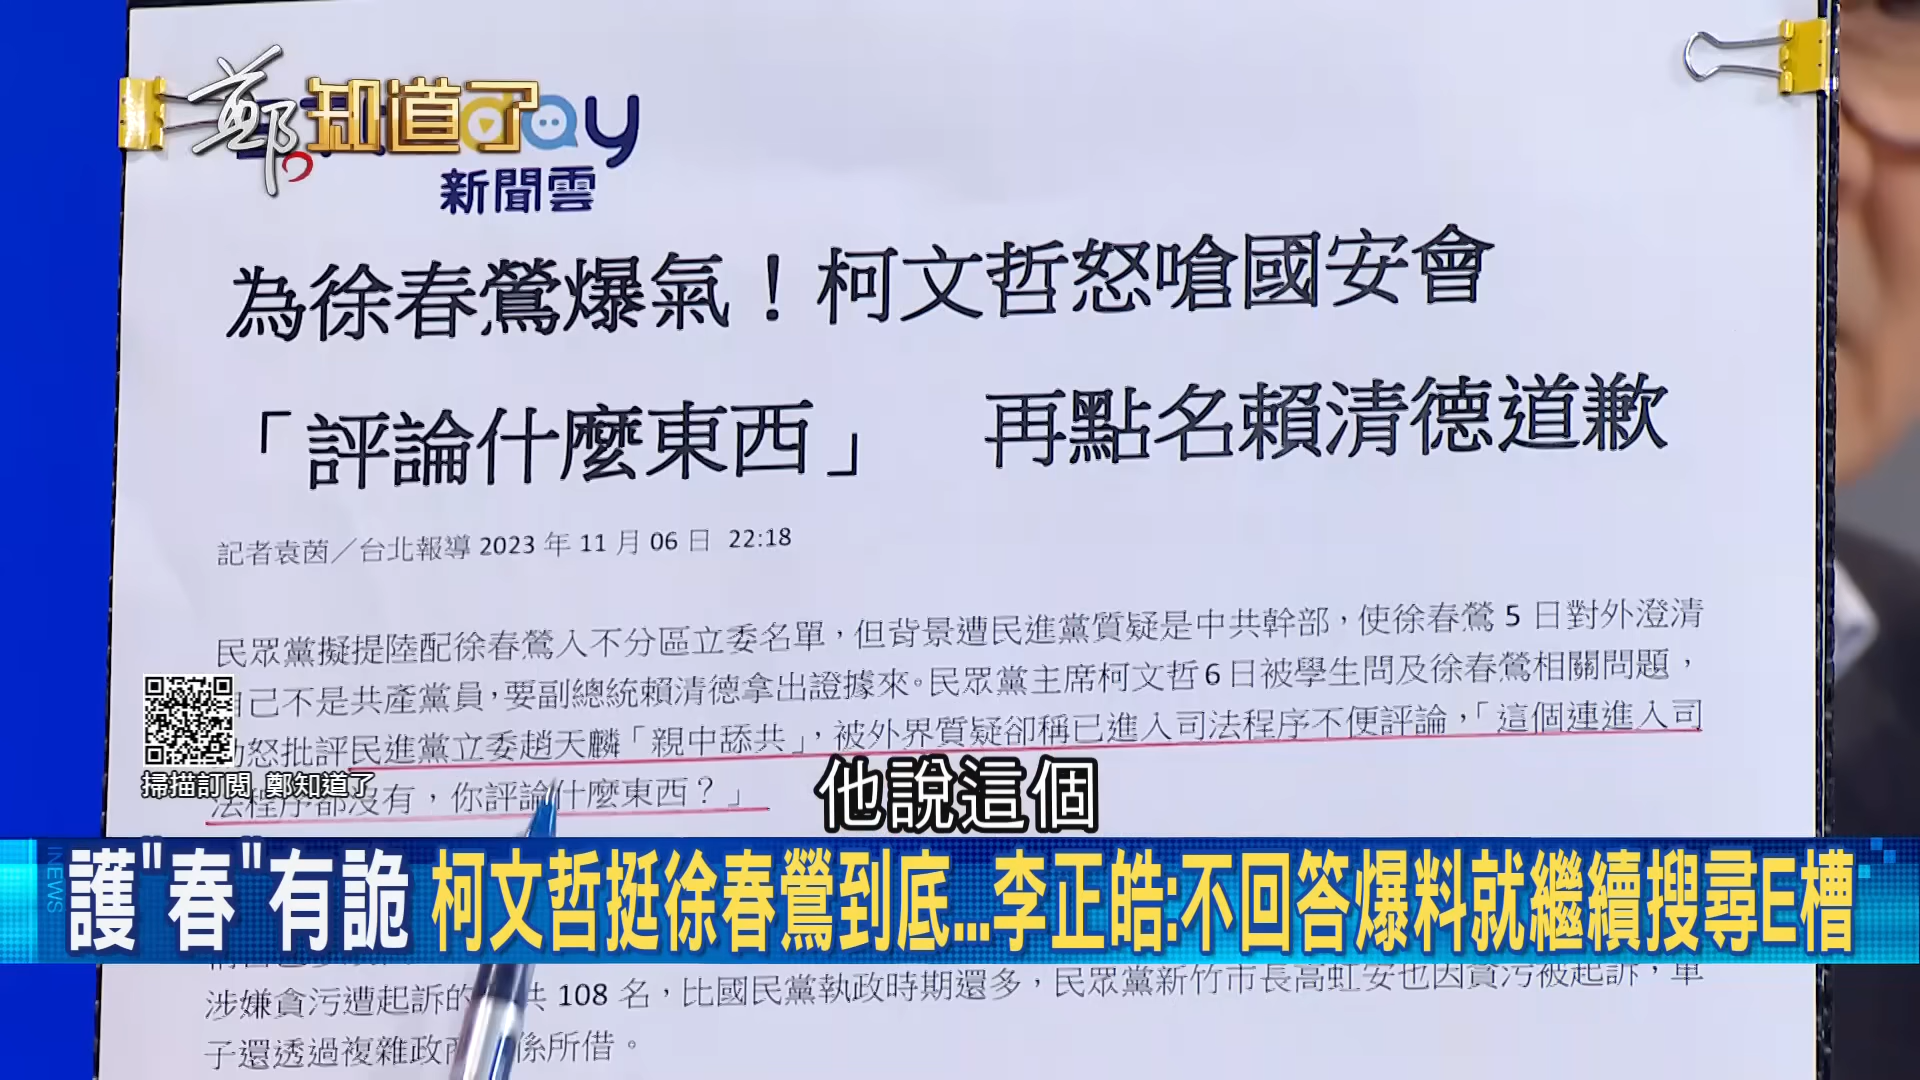 鄭知道了
ay
新聞雲
為徐春鶯爆氣！柯文哲怒嗆國安會
「評論什麼東西」 再點名賴清德道歉
記者袁茵／台北報導 2023 年 11 月 06 日 22:18
民眾黨擬提陸配徐春鶯入不分區立委名單，但背景遭民進黨質疑是中共幹部，使徐春鶯 5 日對外澄清
自己不是共產黨員，要副總統賴清德拿出證據來。民眾黨主席柯文哲 6 日被學生問及徐春鶯相關問題，
怒批評民進黨立委趙天麟「親中舔共」，被外界質疑卻稱已進入司法程序不便評論，「這個連進入司
法程序都沒有，你評論什麼東西？」
掃描訂閱 鄭知道了
他說這個
NEWS
護"春"有詭 柯文哲挺徐春鶯到底...李正皓:不回答爆料就繼續搜尋E槽
涉嫌貪污遭起訴的 共 108 名，比國民黨執政時期還多，民眾黨新竹市長高虹安也因貪污被起訴，單
子還透過複雜政商 係所借。